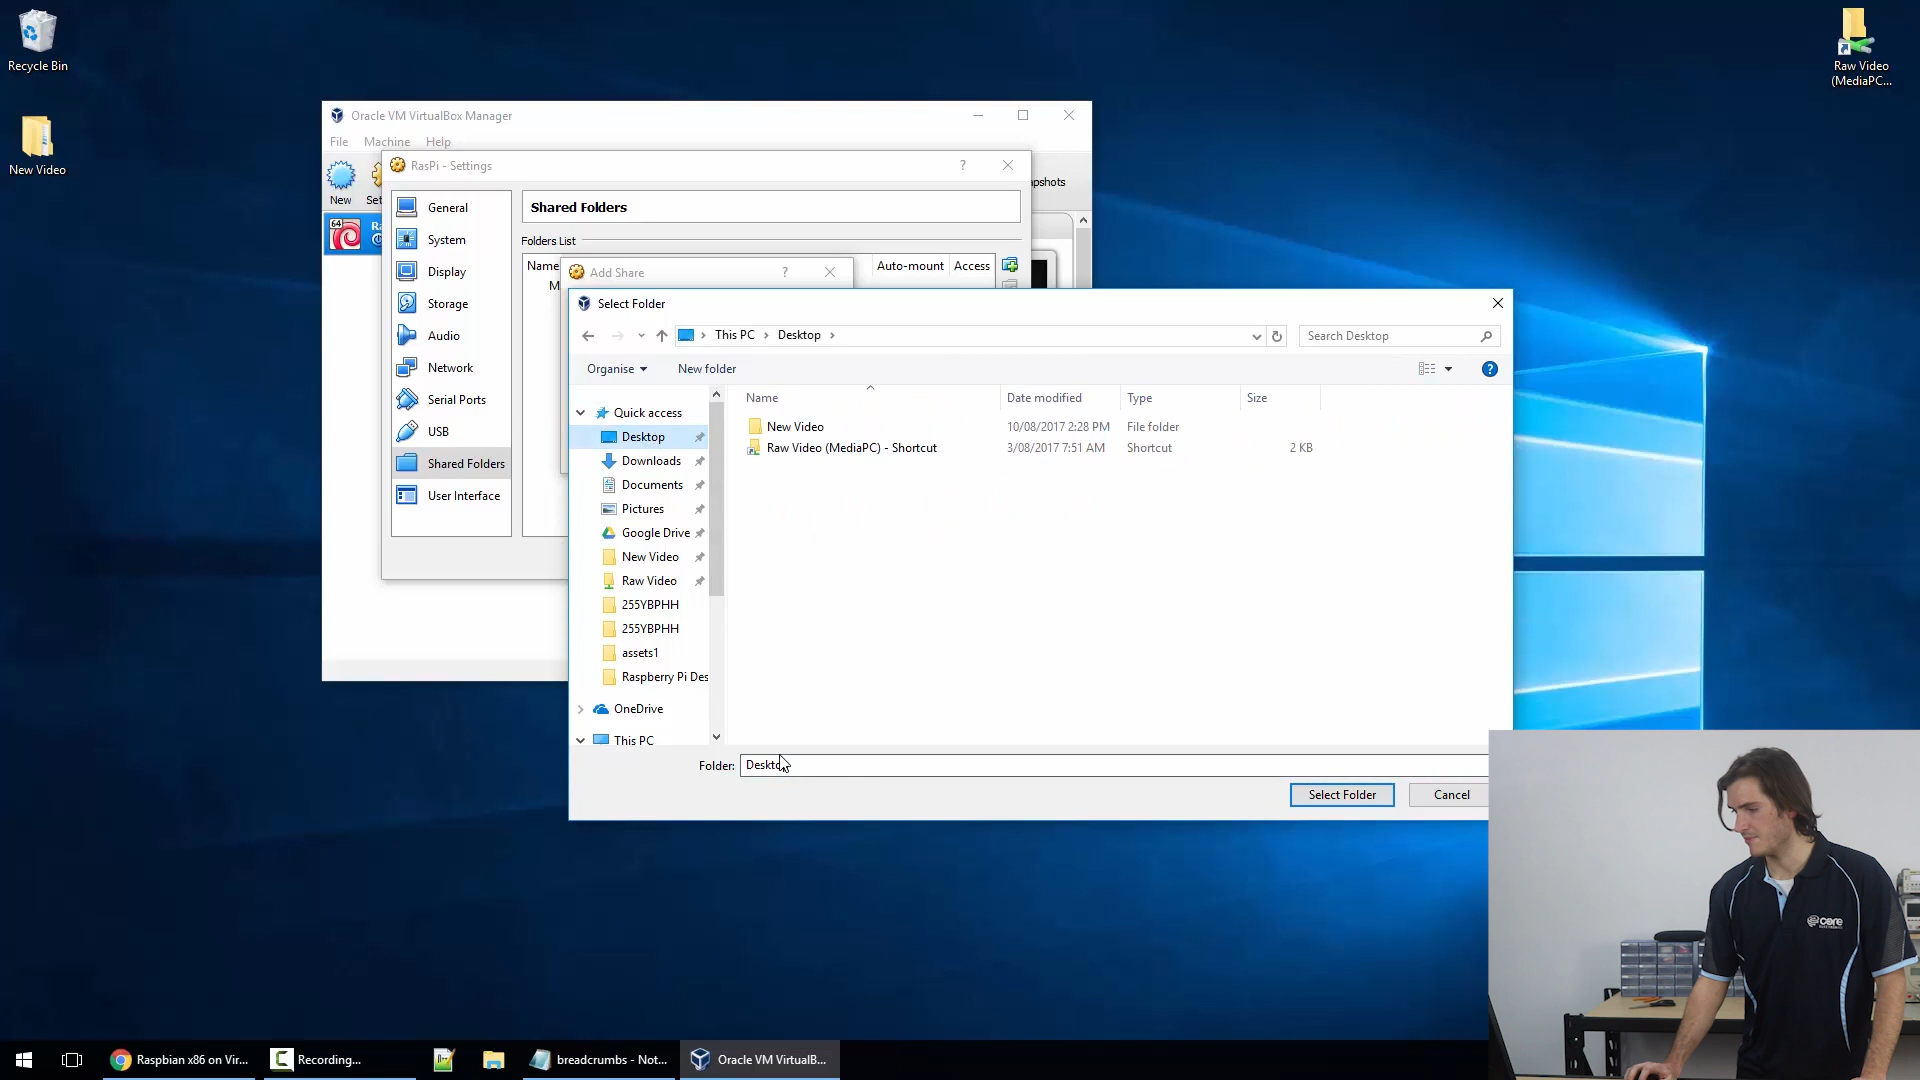 Recycle Bin
New Video
Raw Video
(MediaPC...
Oracle VM VirtualBox Manager
File Machine Help
New
apshots
RasPi - Settings
?
General
System
Display
Storage
Audio
Network
Serial Ports
USB
Shared Folders
User Interface
Shared Folders
Folders List
Name
Auto-mount
Access
M
64
Add Share
?
Select Folder
This PC > Desktop >
Search Desktop
Organise
New folder
?
Quick access
Desktop
Downloads
Documents
Pictures
Google Drive
New Video
Raw Video
255YBPHH
255YBPHH
assets1
Raspberry Pi Des
OneDrive
This PC
Name Date modified Type Size
New Video 10/08/2017 2:28 PM File folder
Raw Video (MediaPC) - Shortcut 3/08/2017 7:51 AM Shortcut 2 KB
Folder: Desktop
Select Folder
Cancel
core
ELECTRONICS
Raspbian x86 on Vir...
Recording...
breadcrumbs - Not...
Oracle VM VirtualB...